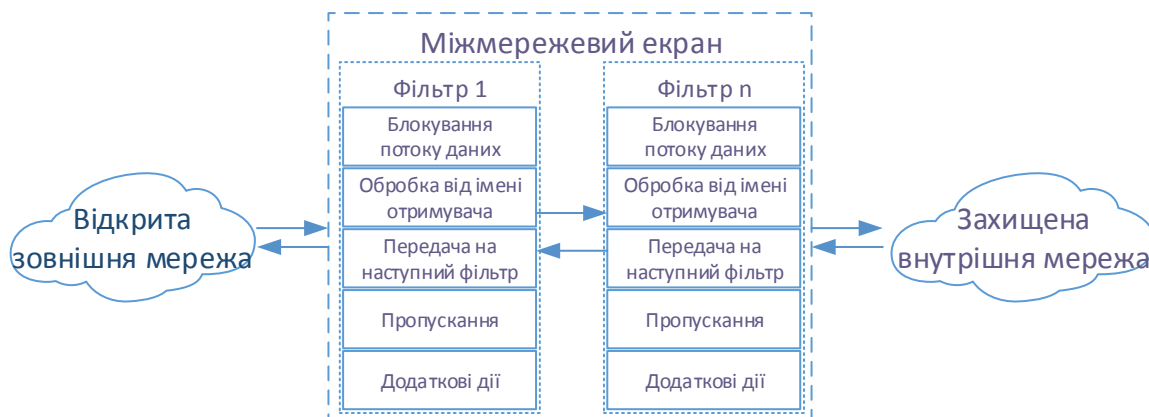 Міжмережевий екран
Фільтр 1
Блокування
потоку даних
Обробка від імені
отримувача
Передача на
наступний фільтр
Пропускання
Додаткові дії
Фільтр n
Блокування
потоку даних
Обробка від імені
отримувача
Передача на
наступний фільтр
Пропускання
Додаткові дії
Відкрита
зовнішня мережа
Захищена
внутрішня мережа